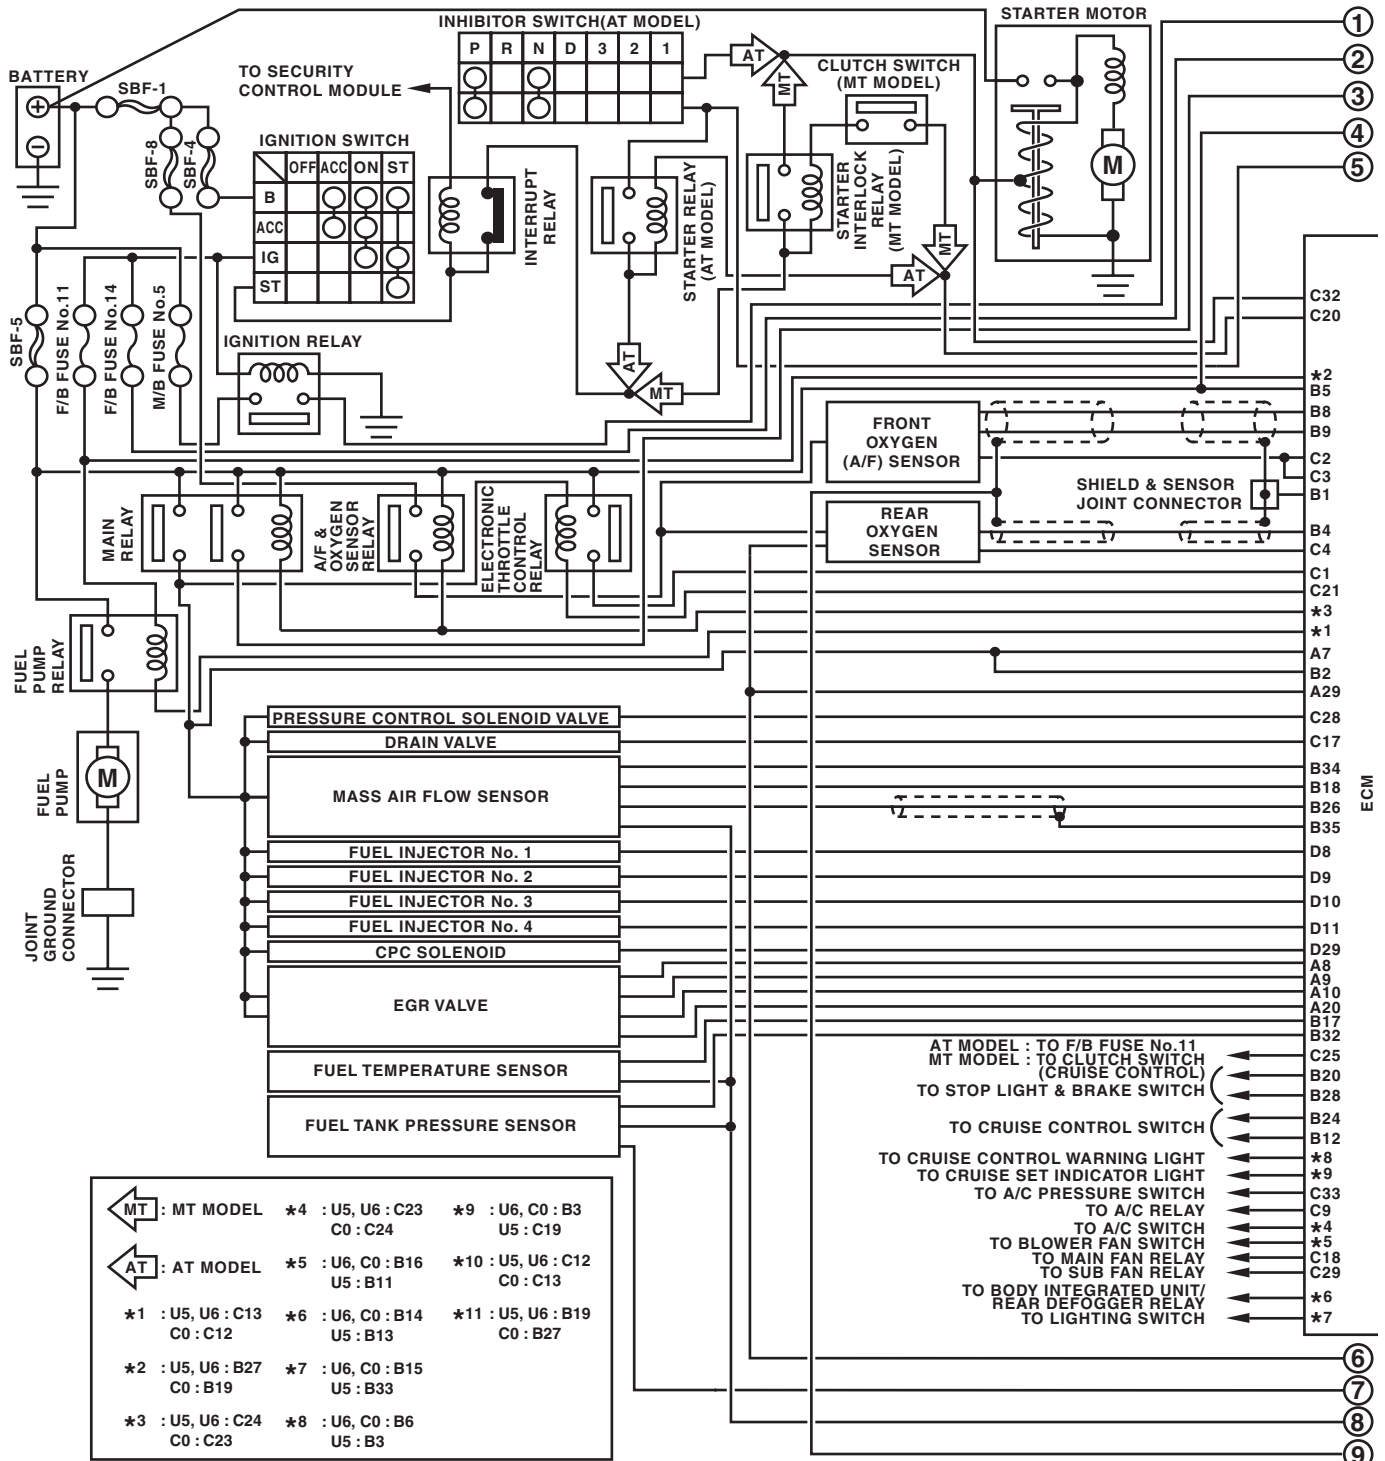 INHIBITOR SWITCH(AT MODEL)
STARTER MOTOR
P R N D 3 2 1
1
2
3
4
5
BATTERY
SBF-1
TO SECURITY
CONTROL MODULE
AT
MT
CLUTCH SWITCH
(MT MODEL)
M
SBF-8
SBF-4
IGNITION SWITCH
OFF ACC ON ST
B
ACC
IG
ST
INTERRUPT
RELAY
STARTER RELAY
(AT MODEL)
STARTER
INTERLOCK
RELAY
(MT MODEL)
MT
AT
SBF-5
F/B FUSE No.11
F/B FUSE No.14
M/B FUSE No.5
IGNITION RELAY
AT
MT
C32
C20
*2
B5
B8
B9
C2
C3
B1
B4
C4
C1
C21
*3
*1
A7
B2
A29
C28
C17
B34
B18
B26
B35
D8
D9
D10
D11
D29
A8
A9
A10
A20
B17
B32
C25
B20
B28
B24
B12
*8
*9
C33
C9
*4
*5
C18
C29
*6
*7
ECM
FRONT
OXYGEN
(A/F) SENSOR
SHIELD & SENSOR
JOINT CONNECTOR
REAR
OXYGEN
SENSOR
MAIN
RELAY
A/F &
OXYGEN
SENSOR
RELAY
ELECTRONIC
THROTTLE
CONTROL
RELAY
FUEL
PUMP
RELAY
FUEL
PUMP
M
JOINT
GROUND
CONNECTOR
PRESSURE CONTROL SOLENOID VALVE
DRAIN VALVE
MASS AIR FLOW SENSOR
FUEL INJECTOR No. 1
FUEL INJECTOR No. 2
FUEL INJECTOR No. 3
FUEL INJECTOR No. 4
CPC SOLENOID
EGR VALVE
FUEL TEMPERATURE SENSOR
FUEL TANK PRESSURE SENSOR
AT MODEL : TO F/B FUSE No.11
MT MODEL : TO CLUTCH SWITCH
(CRUISE CONTROL)
TO STOP LIGHT & BRAKE SWITCH
TO CRUISE CONTROL SWITCH
TO CRUISE CONTROL WARNING LIGHT
TO CRUISE SET INDICATOR LIGHT
TO A/C PRESSURE SWITCH
TO A/C RELAY
TO A/C SWITCH
TO BLOWER FAN SWITCH
TO MAIN FAN RELAY
TO SUB FAN RELAY
TO BODY INTEGRATED UNIT/
REAR DEFOGGER RELAY
TO LIGHTING SWITCH
MT : MT MODEL
AT : AT MODEL
*1 : U5, U6 : C13
C0 : C12
*2 : U5, U6 : B27
C0 : B19
*3 : U5, U6 : C24
C0 : C23
*4 : U5, U6 : C23
C0 : C24
*5 : U6, C0 : B16
U5 : B11
*6 : U6, C0 : B14
U5 : B13
*7 : U6, C0 : B15
U5 : B33
*8 : U6, C0 : B6
U5 : B3
*9 : U6, C0 : B3
U5 : C19
*10 : U5, U6 : C12
C0 : C13
*11 : U5, U6 : B19
C0 : B27
6
7
8
9